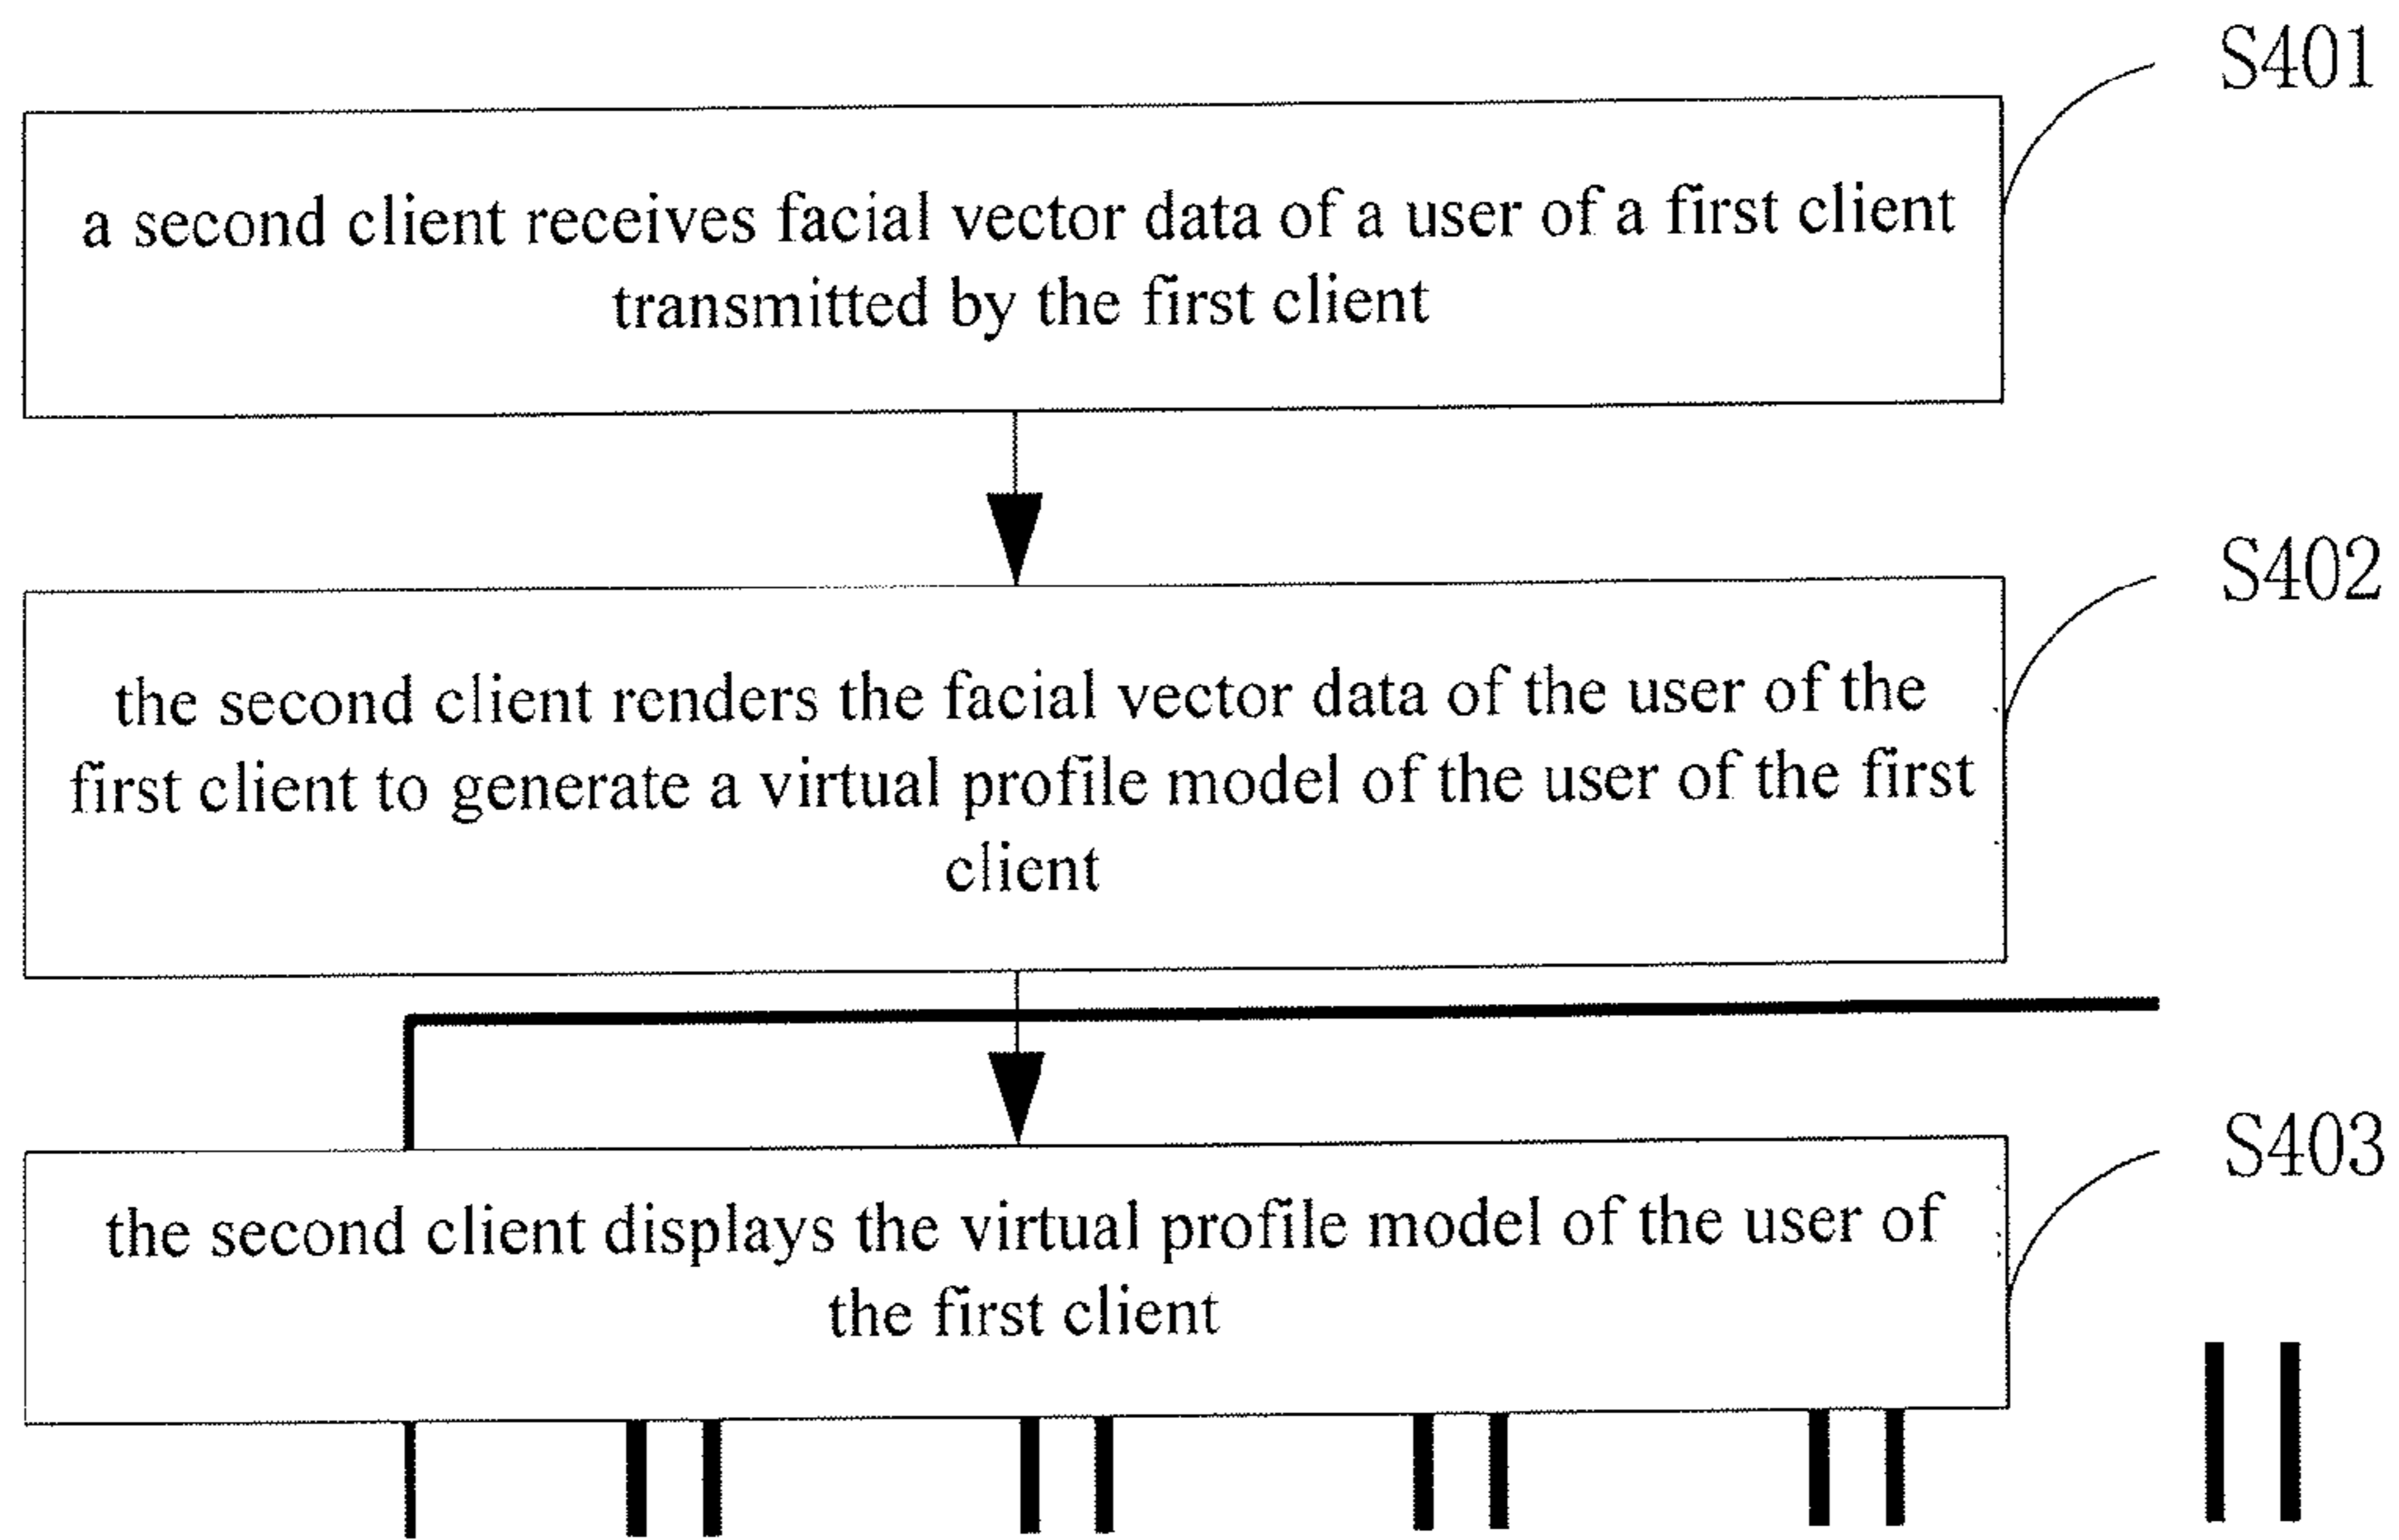 S401
a second client receives facial vector data of a user of a first client
transmitted by the first client
S402
the second client renders the facial vector data of the user of the
first client to generate a virtual profile model of the user of the first
client
S403
the second client displays the virtual profile model of the user of
the first client